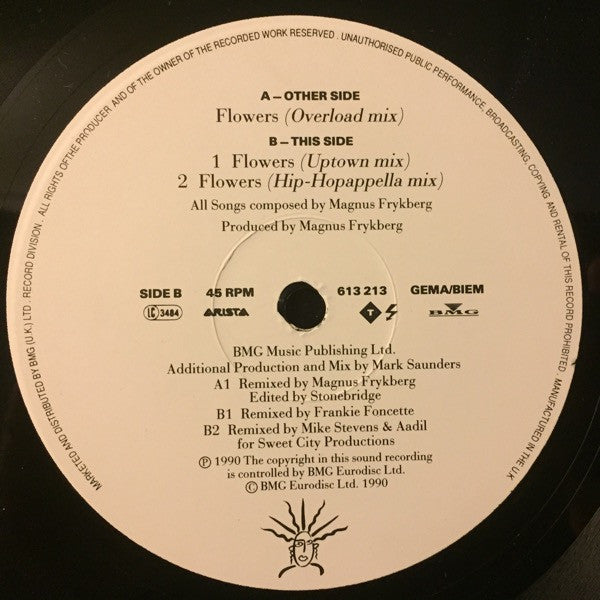 ALL RIGHTS OFTHE PRODUCER AND OF THE OWNER OF THE RECORDED WORK RESERVED . UNAUTHORISED PUBLIC PERFORMANCE, BROADCASTING, COPYING AND RENTAL OF THIS RECORD PROHIBITED . MANUFACTURED IN THE U.K
MARKETED AND DISTRIBUTED BY BMG (U.K.) LTD . RECORD DIVISION .
A – OTHER SIDE
Flowers (Overload mix)
B – THIS SIDE
1 Flowers (Uptown mix)
2 Flowers (Hip-Hopappella mix)
All Songs composed by Magnus Frykberg
Produced by Magnus Frykberg
SIDE B 45 RPM 613 213 GEMA/BIEM
LC 3484 ARISTA T BMG
BMG Music Publishing Ltd.
Additional Production and Mix by Mark Saunders
A1 Remixed by Magnus Frykberg
Edited by Stonebridge
B1 Remixed by Frankie Foncette
B2 Remixed by Mike Stevens & Aadil
for Sweet City Productions
℗ 1990 The copyright in this sound recording
is controlled by BMG Eurodisc Ltd.
© BMG Eurodisc Ltd. 1990